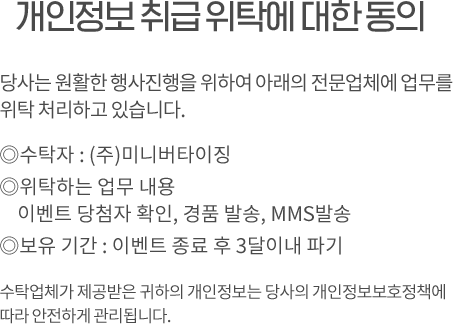 개인정보 취급 위탁에 대한 동의
당사는 원활한 행사진행을 위하여 아래의 전문업체에 업무를
위탁 처리하고 있습니다.
◎수탁자 : (주)미니버타이징
◎위탁하는 업무 내용
이벤트 당첨자 확인, 경품 발송, MMS발송
◎보유 기간 : 이벤트 종료 후 3달이내 파기
수탁업체가 제공받은 귀하의 개인정보는 당사의 개인정보보호정책에
따라 안전하게 관리됩니다.